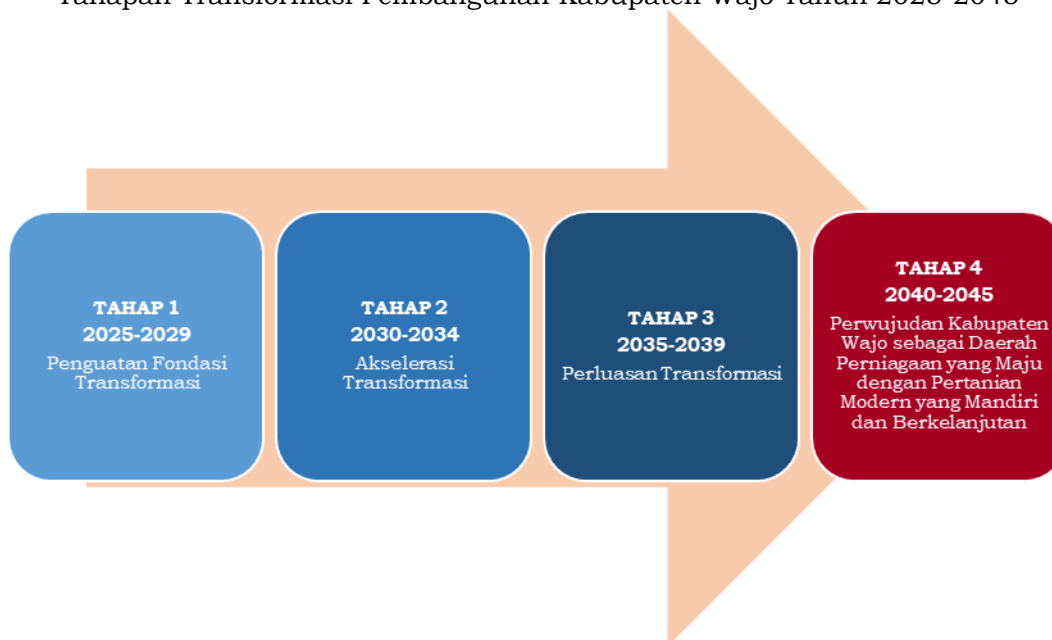 Tahapan Transformasi Pembangunan Kabupaten Wajo Tahun 2025-2045
TAHAP 1
2025-2029
Penguatan Fondasi
Transformasi
TAHAP 2
2030-2034
Akselerasi
Transformasi
TAHAP 3
2035-2039
Perluasan Transformasi
TAHAP 4
2040-2045
Perwujudan Kabupaten
Wajo sebagai Daerah
Perniagaan yang Maju
dengan Pertanian
Modern yang Mandiri
dan Berkelanjutan